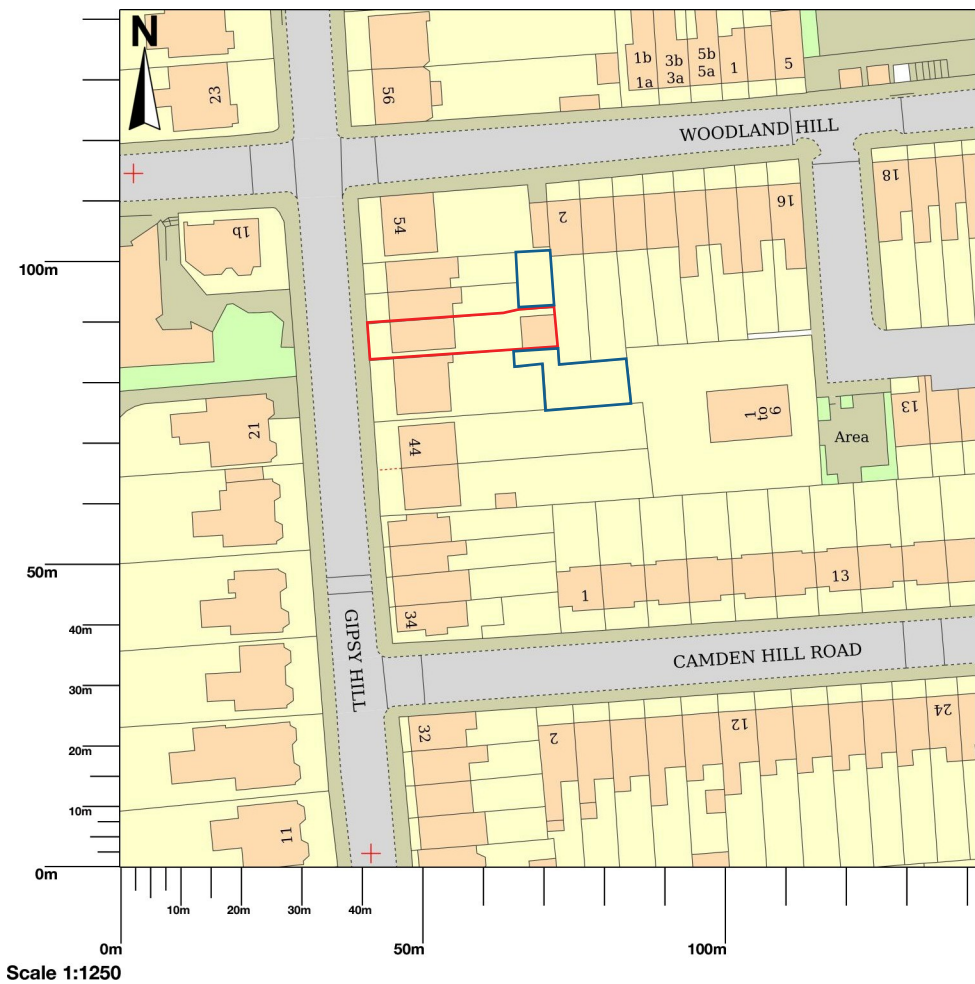 N
23
56
1b
1a
3b
3a
5b
5a
1
5
WOODLAND HILL
1b
54
2
16
18
100m
21
44
1
to
6
13
Area
50m
1
13
40m
34
GIPSY HILL
CAMDEN HILL ROAD
30m
32
2
12
24
20m
10m
11
0m
10m
20m
30m
40m
0m
50m
100m
Scale 1:1250